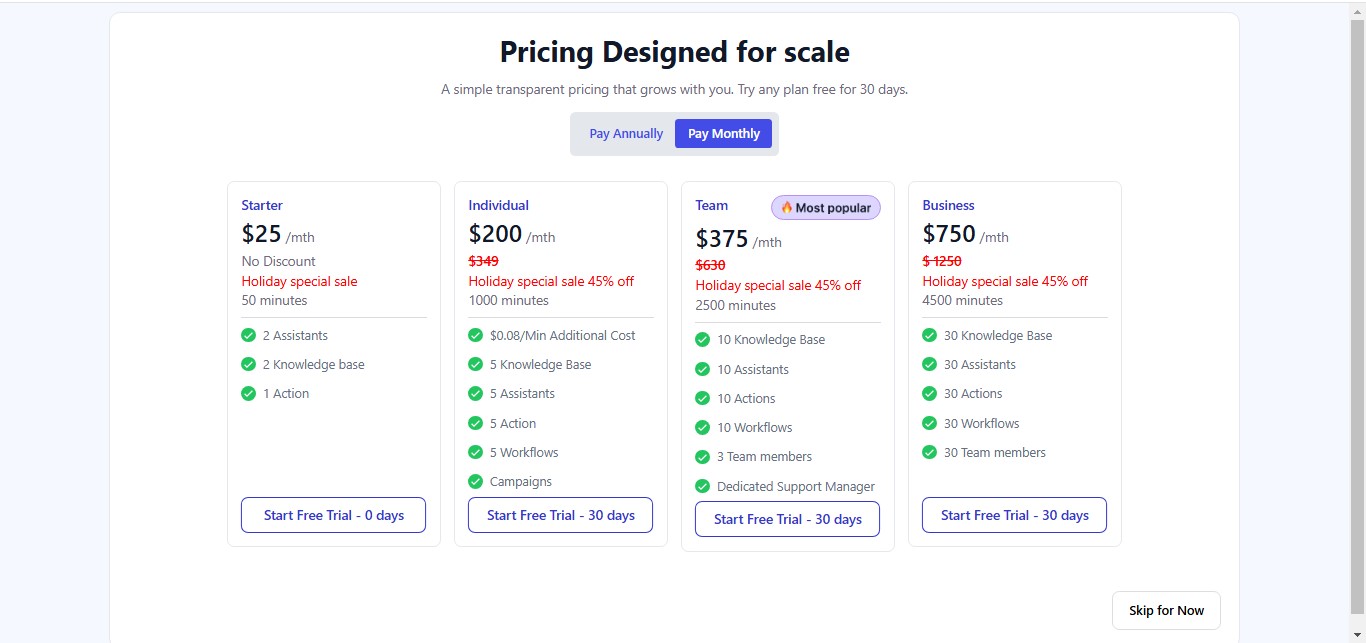 Pricing Designed for scale
A simple transparent pricing that grows with you. Try any plan free for 30 days.
Pay Annually
Pay Monthly
Starter
$25 /mth
No Discount
Holiday special sale
50 minutes
2 Assistants
2 Knowledge base
1 Action
Start Free Trial - 0 days
Individual
$200 /mth
$349
Holiday special sale 45% off
1000 minutes
$0.08/Min Additional Cost
5 Knowledge Base
5 Assistants
5 Action
5 Workflows
Campaigns
Start Free Trial - 30 days
Team
🔥 Most popular
$375 /mth
$630
Holiday special sale 45% off
2500 minutes
10 Knowledge Base
10 Assistants
10 Actions
10 Workflows
3 Team members
Dedicated Support Manager
Start Free Trial - 30 days
Business
$750 /mth
$ 1250
Holiday special sale 45% off
4500 minutes
30 Knowledge Base
30 Assistants
30 Actions
30 Workflows
30 Team members
Start Free Trial - 30 days
Skip for Now